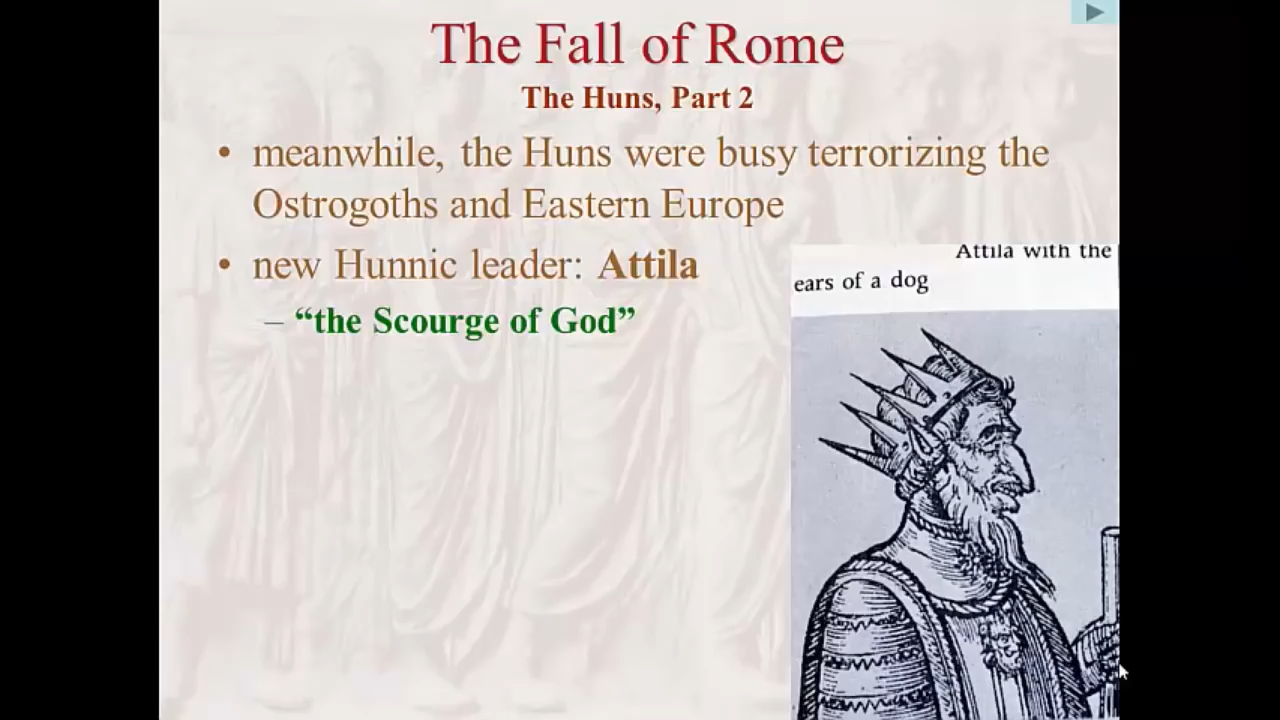 The Fall of Rome
The Huns, Part 2
• meanwhile, the Huns were busy terrorizing the
Ostrogoths and Eastern Europe
• new Hunnic leader: Attila
– “the Scourge of God”
Attila with the
ears of a dog